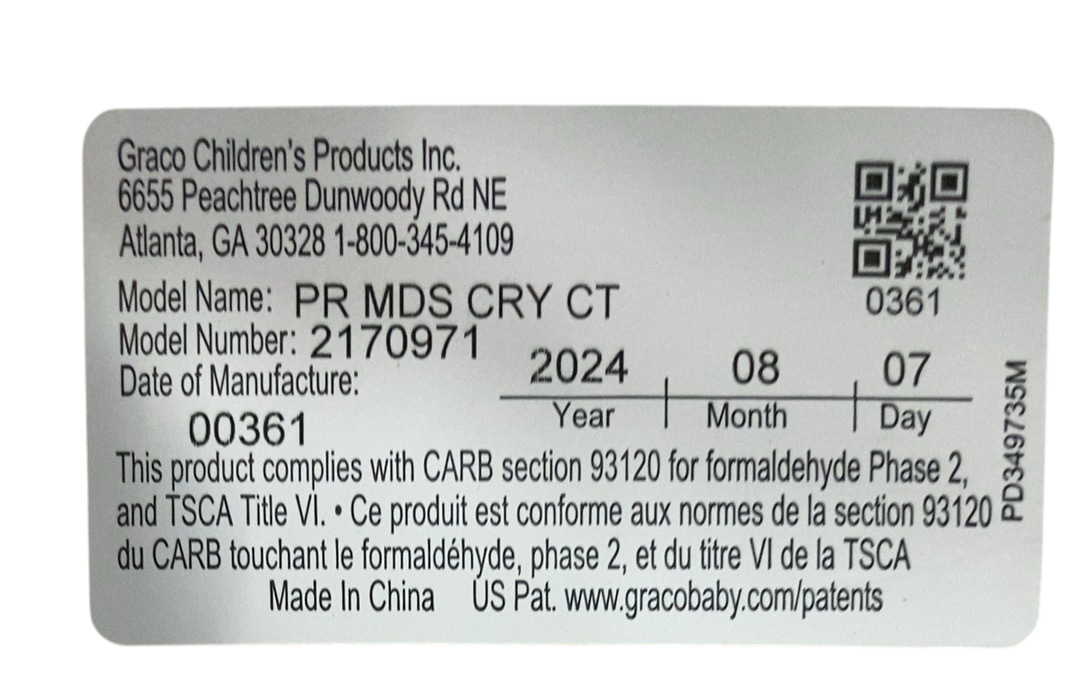 Graco Children's Products Inc.
6655 Peachtree Dunwoody Rd NE
Atlanta, GA 30328 1-800-345-4109
0361
Model Name: PR MDS CRY CT
Model Number: 2170971
Date of Manufacture: 2024 08 07
Year Month Day
00361
This product complies with CARB section 93120 for formaldehyde Phase 2,
and TSCA Title VI. • Ce produit est conforme aux normes de la section 93120
du CARB touchant le formaldéhyde, phase 2, et du titre VI de la TSCA
Made In China US Pat. www.gracobaby.com/patents
PD349735M